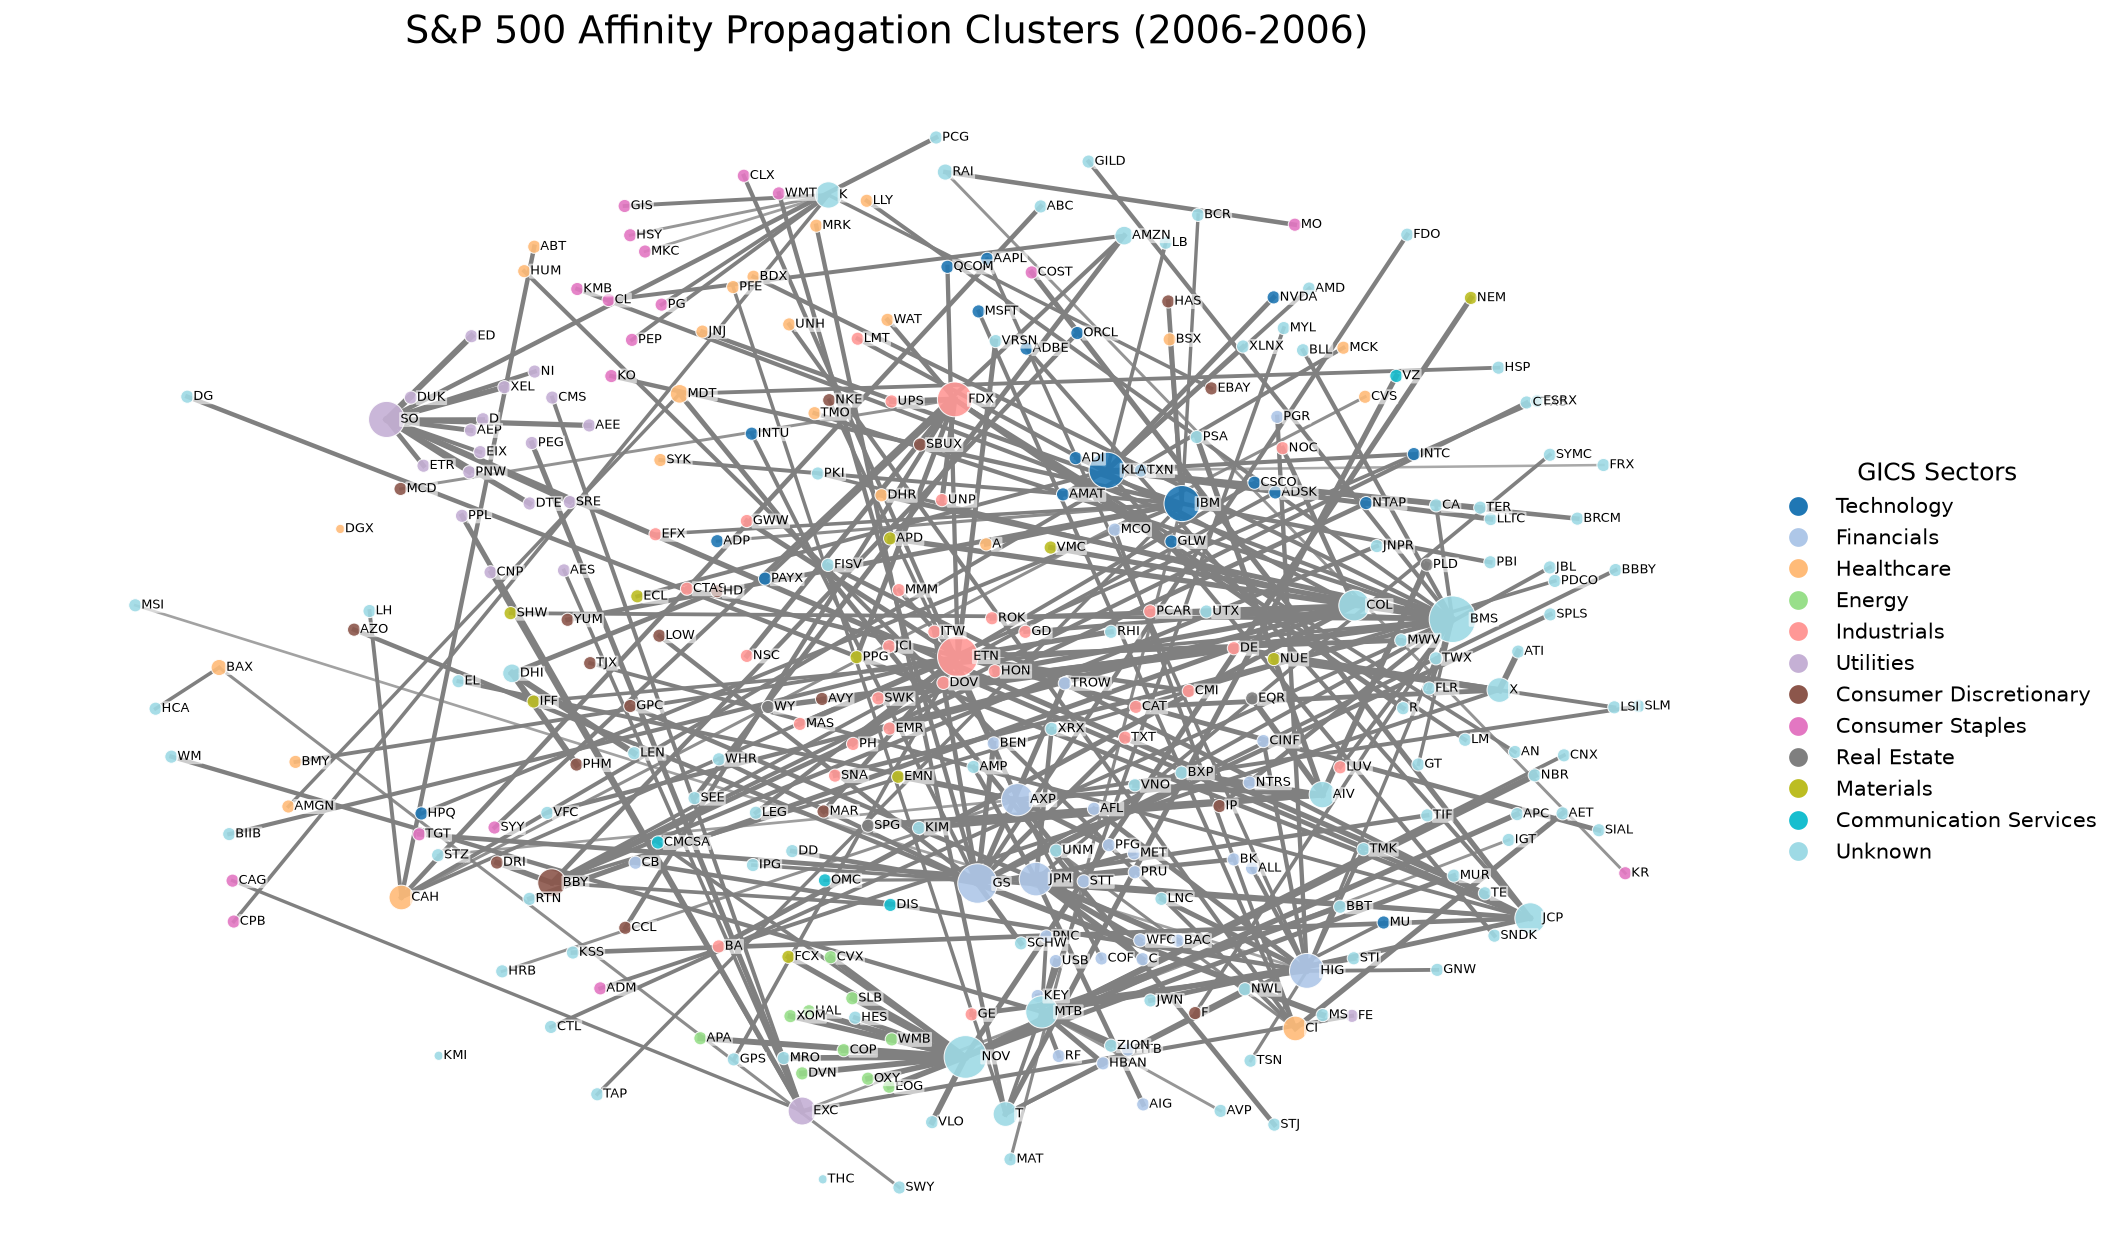 S&P 500 Affinity Propagation Clusters (2006-2006)
PCG
GILD
RAI
CLX
WMT
K
LLY
GIS
ABC
BCR
MO
MRK
HSY
AMZN
LB
FDO
ABT
MKC
AAPL
QCOM
COST
HUM
BDX
PFE
KMB
CL
PG
AMD
NVDA
NEM
HAS
MSFT
WAT
UNH
JNJ
MYL
ORCL
ED
PEP
LMT
VRSN
ADBE
BSX
XLNX
BLL
MCK
HSP
NI
KO
VZ
XEL
EBAY
DG
DUK
CMS
MDT
NKE
UPS
FDX
CVS
ESRX
TMO
PGR
SO
D
AEP
AEE
INTU
PSA
PEG
SBUX
NOC
EIX
SYK
ADI
INTC
SYMC
ETR
PNW
PKI
KLA
TXN
FRX
MCD
CSCO
ADSK
DTE
SRE
DHR
UNP
AMAT
IBM
NTAP
CA
TER
PPL
GWW
LLTC
BRCM
DGX
EFX
ADP
APD
A
VMC
MCO
GLW
JNPR
PBI
FISV
PLD
CNP
AES
PAYX
JBL
BBBY
PDCO
CTAS
HD
MMM
ECL
MSI
LH
SHW
YUM
ROK
PCAR
UTX
COL
BMS
SPLS
AZO
LOW
ITW
GD
RHI
MWV
JCI
DE
NSC
PPG
ETN
NUE
TWX
ATI
BAX
TJX
DHI
HON
EL
DOV
TROW
CMI
FLR
X
IFF
GPC
WY
AVY
SWK
EQR
CAT
R
LSI
SLM
HCA
MAS
EMR
XRX
TXT
WM
LEN
PH
BEN
CINF
LM
AN
CNX
BMY
PHM
WHR
SNA
EMN
AMP
BXP
LUV
GT
NBR
VNO
NTRS
AIV
SEE
AXP
AFL
IP
AMGN
HPQ
VFC
LEG
MAR
TIF
APC
AET
BIIB
TGT
SYY
SPG
KIM
SIAL
CMCSA
IGT
STZ
DRI
CB
IPG
DD
UNM
PFG
MET
BK
ALL
TMK
CAG
BBY
OMC
GS
JPM
STT
PRU
MUR
KR
CAH
RTN
DIS
LNC
BBT
TE
CPB
CCL
MU
JCP
KSS
BA
SCHW
PNC
WFC
BAC
SNDK
HRB
FCX
CVX
USB
COF
C
STI
HIG
GNW
ADM
SLB
KEY
JWN
NWL
HAL
XOM
HES
GE
MTB
F
MS
FE
CTL
CI
APA
WMB
COP
ZION
KMI
GPS
MRO
NOV
RF
HBAN
TSN
DVN
OXY
EOG
TAP
EXC
T
AIG
AVP
VLO
STJ
MAT
THC
SWY
GICS Sectors
Technology
Financials
Healthcare
Energy
Industrials
Utilities
Consumer Discretionary
Consumer Staples
Real Estate
Materials
Communication Services
Unknown